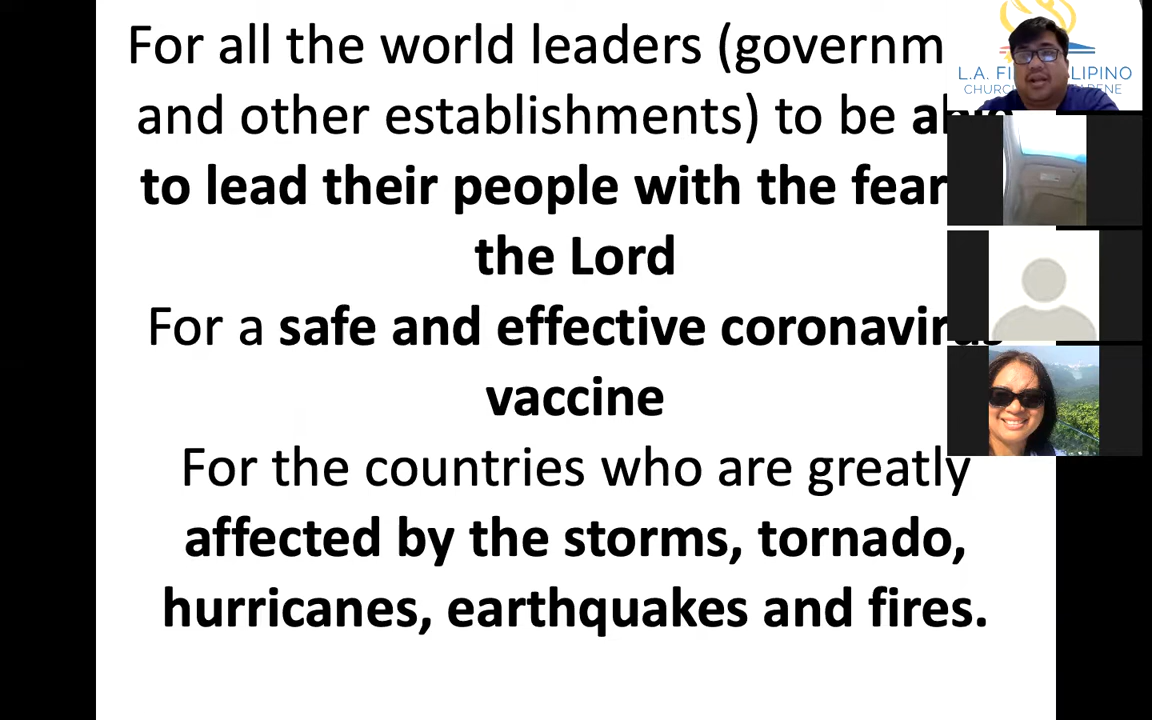 For all the world leaders (governm
and other establishments) to be
to lead their people with the fear
the Lord
For a safe and effective coronavirus
vaccine
For the countries who are greatly
affected by the storms, tornado,
hurricanes, earthquakes and fires.
L.A. FI LIPINO
CHURC